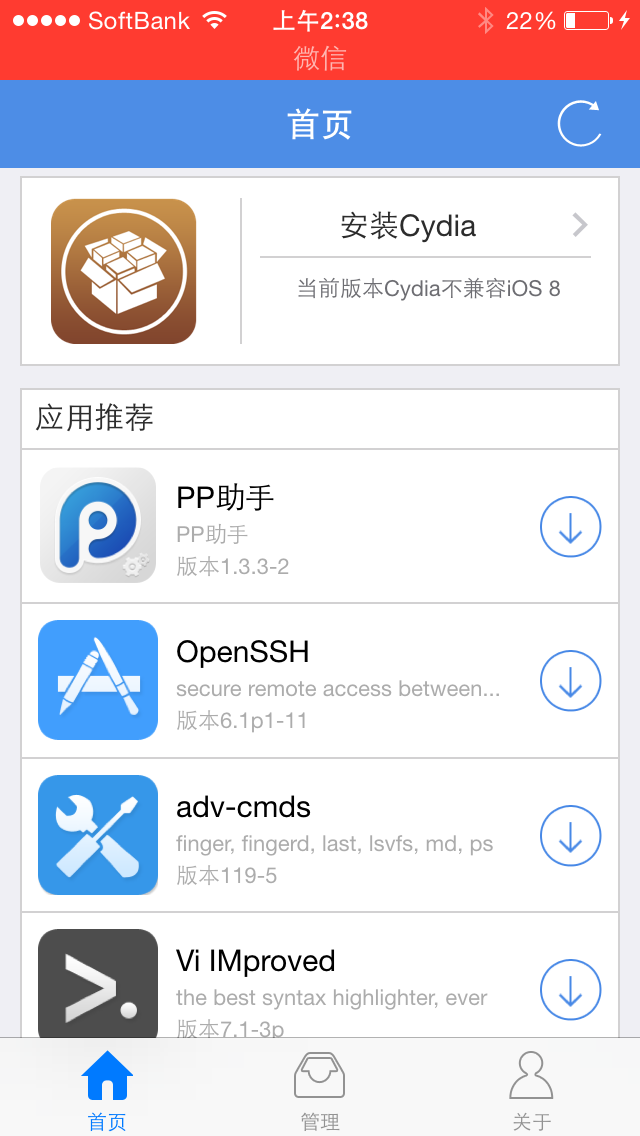 SoftBank 上午2:38 22%
微信
首页
安装Cydia
当前版本Cydia不兼容iOS 8
应用推荐
PP助手
PP助手
版本1.3.3-2
OpenSSH
secure remote access between...
版本6.1p1-11
adv-cmds
finger, fingerd, last, lsvfs, md, ps
版本119-5
Vi IMproved
the best syntax highlighter, ever
版本7.1-3p
首页 管理 关于